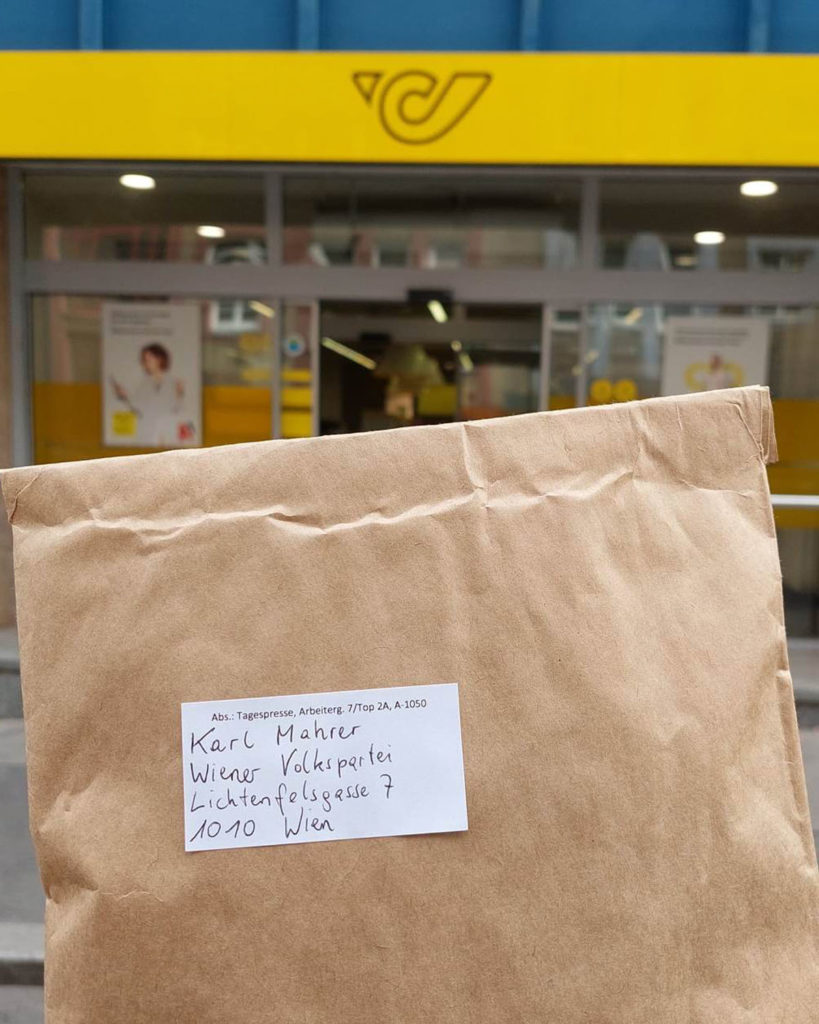 Abs.: Tagespresse, Arbeiterg. 7/Top 2A, A-1050
Karl Mahrer
Wiener Volkspartei
Lichtenfelsgasse 7
1010 Wien